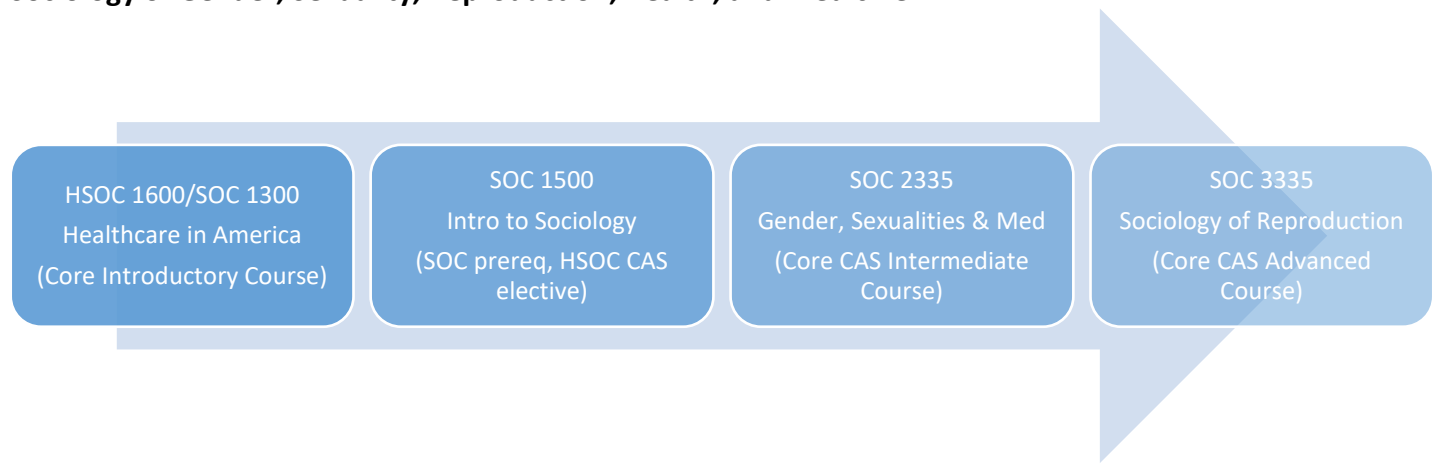 HSOC 1600/SOC 1300
Healthcare in America
(Core Introductory Course)
SOC 1500
Intro to Sociology
(SOC prereq, HSOC CAS
elective)
SOC 2335
Gender, Sexualities & Med
(Core CAS Intermediate
Course)
SOC 3335
Sociology of Reproduction
(Core CAS Advanced
Course)